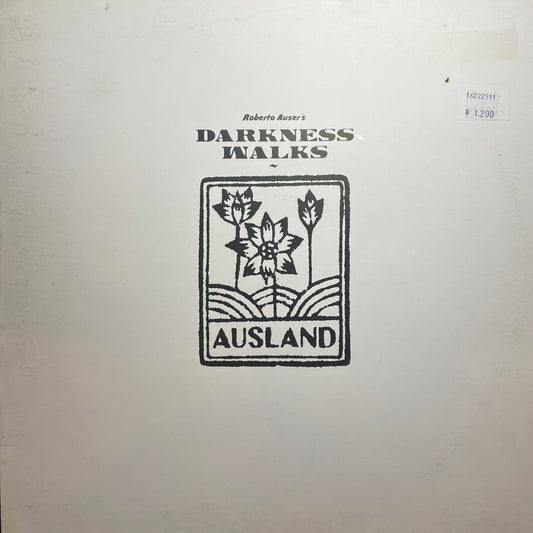 16022511
¥ 1,200
Roberto Auser's
DARKNESS
WALKS
~
AUSLAND